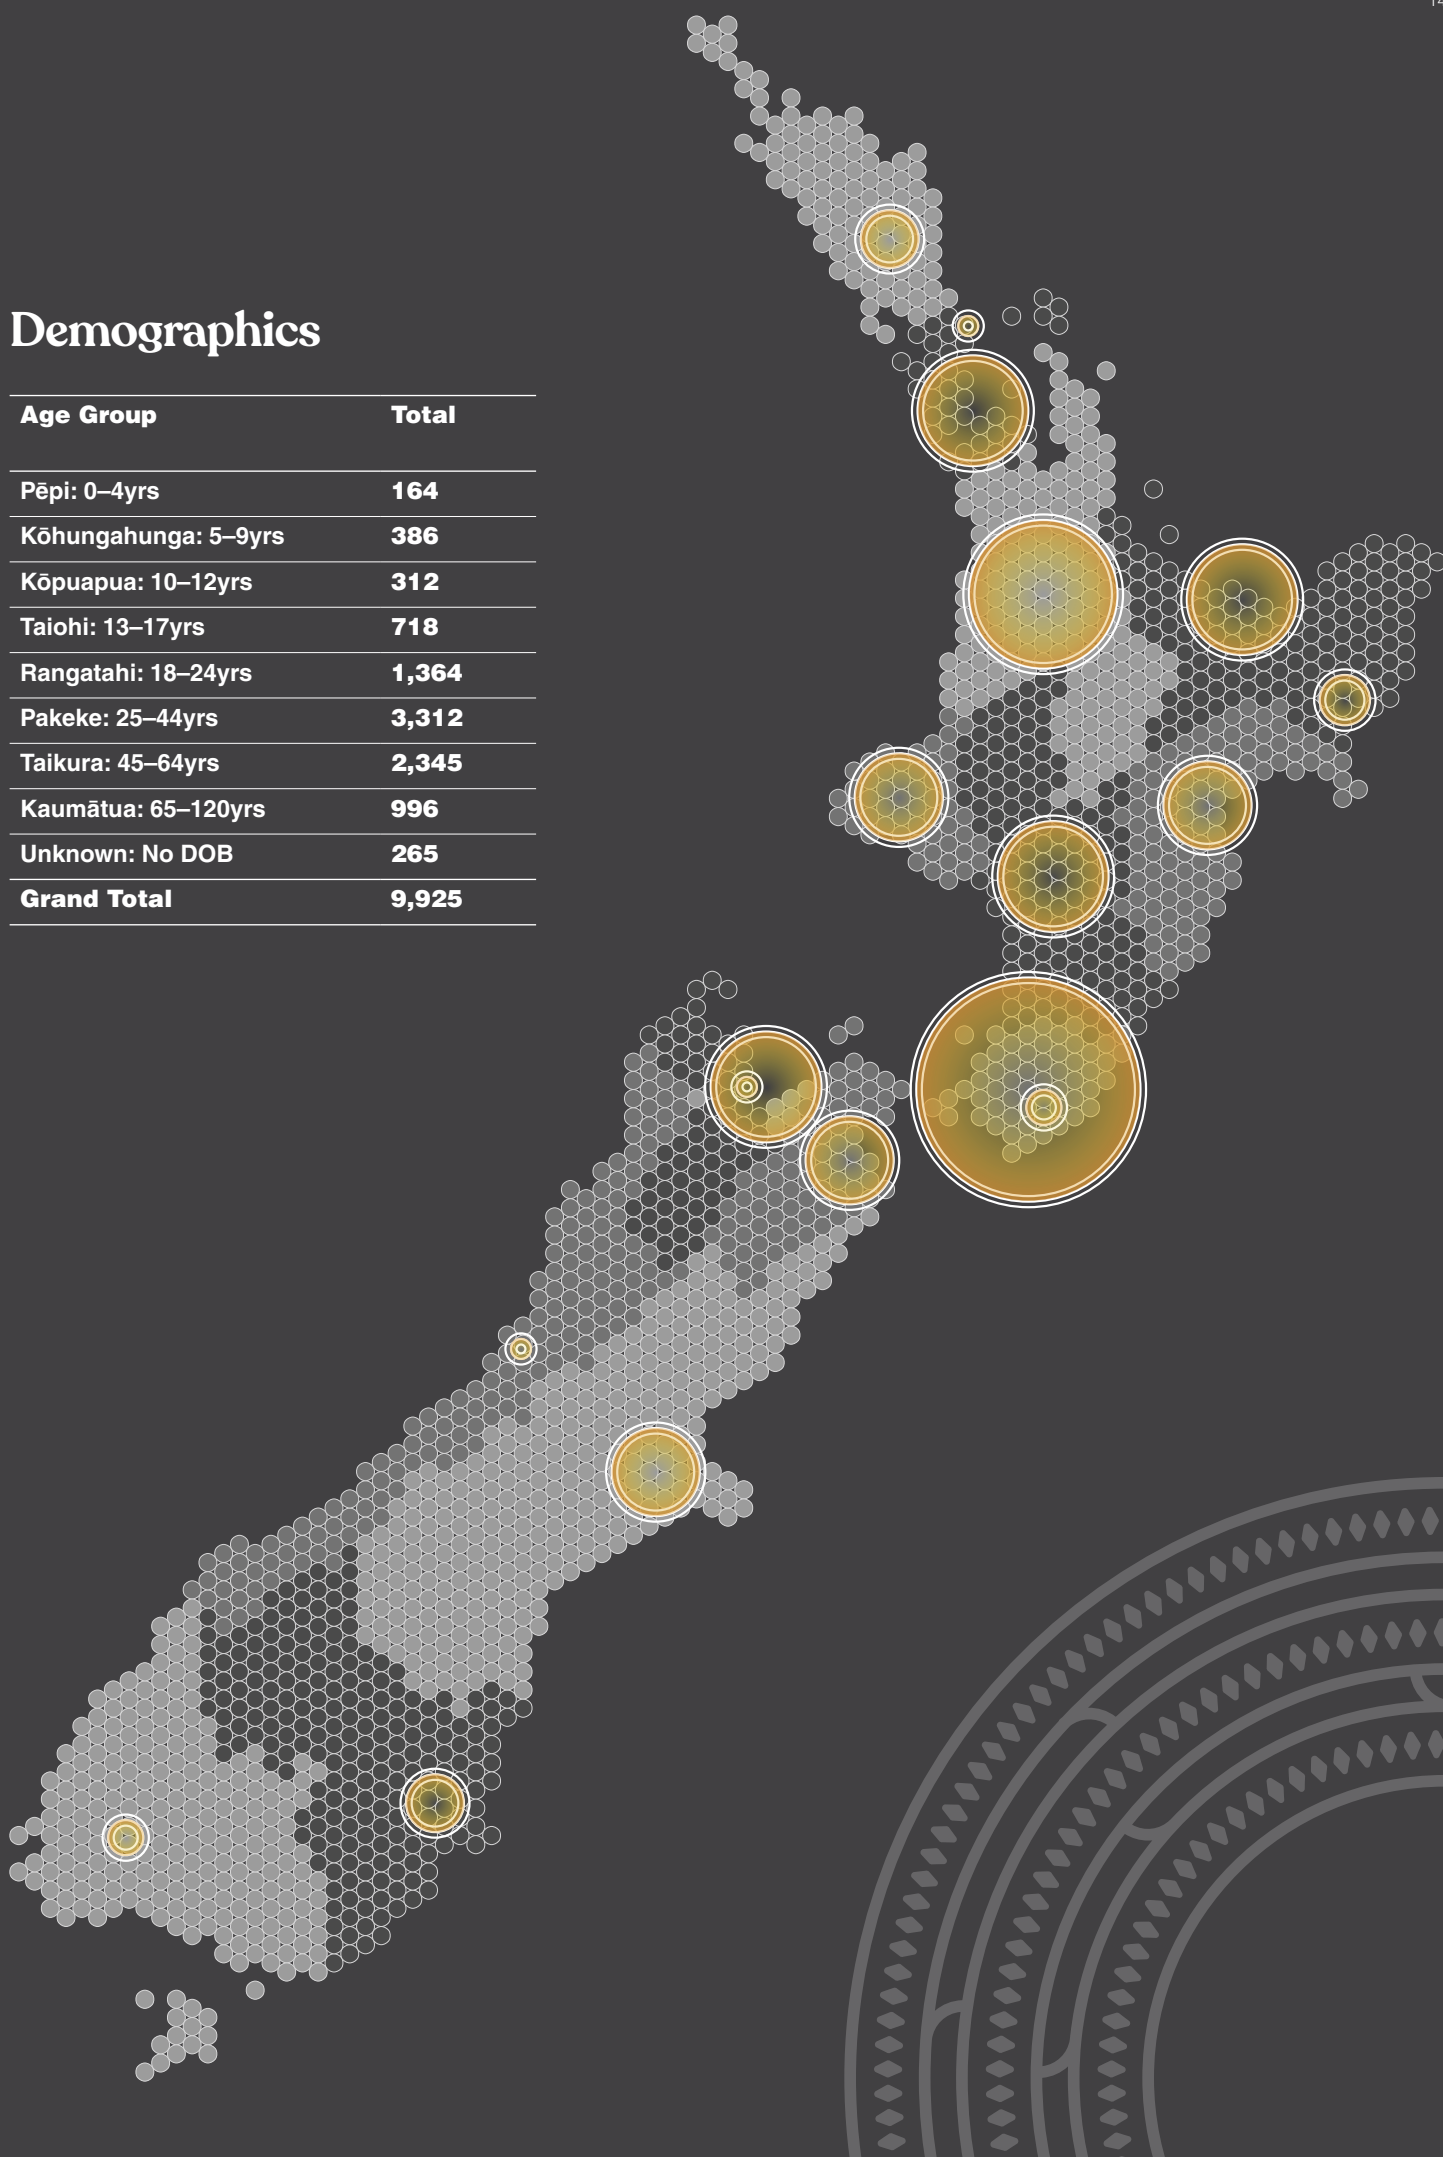 Demographics
Age Group Total
Pēpi: 0–4yrs 164
Kōhungahunga: 5–9yrs 386
Kōpuapua: 10–12yrs 312
Taiohi: 13–17yrs 718
Rangatahi: 18–24yrs 1,364
Pakeke: 25–44yrs 3,312
Taikura: 45–64yrs 2,345
Kaumātua: 65–120yrs 996
Unknown: No DOB 265
Grand Total 9,925